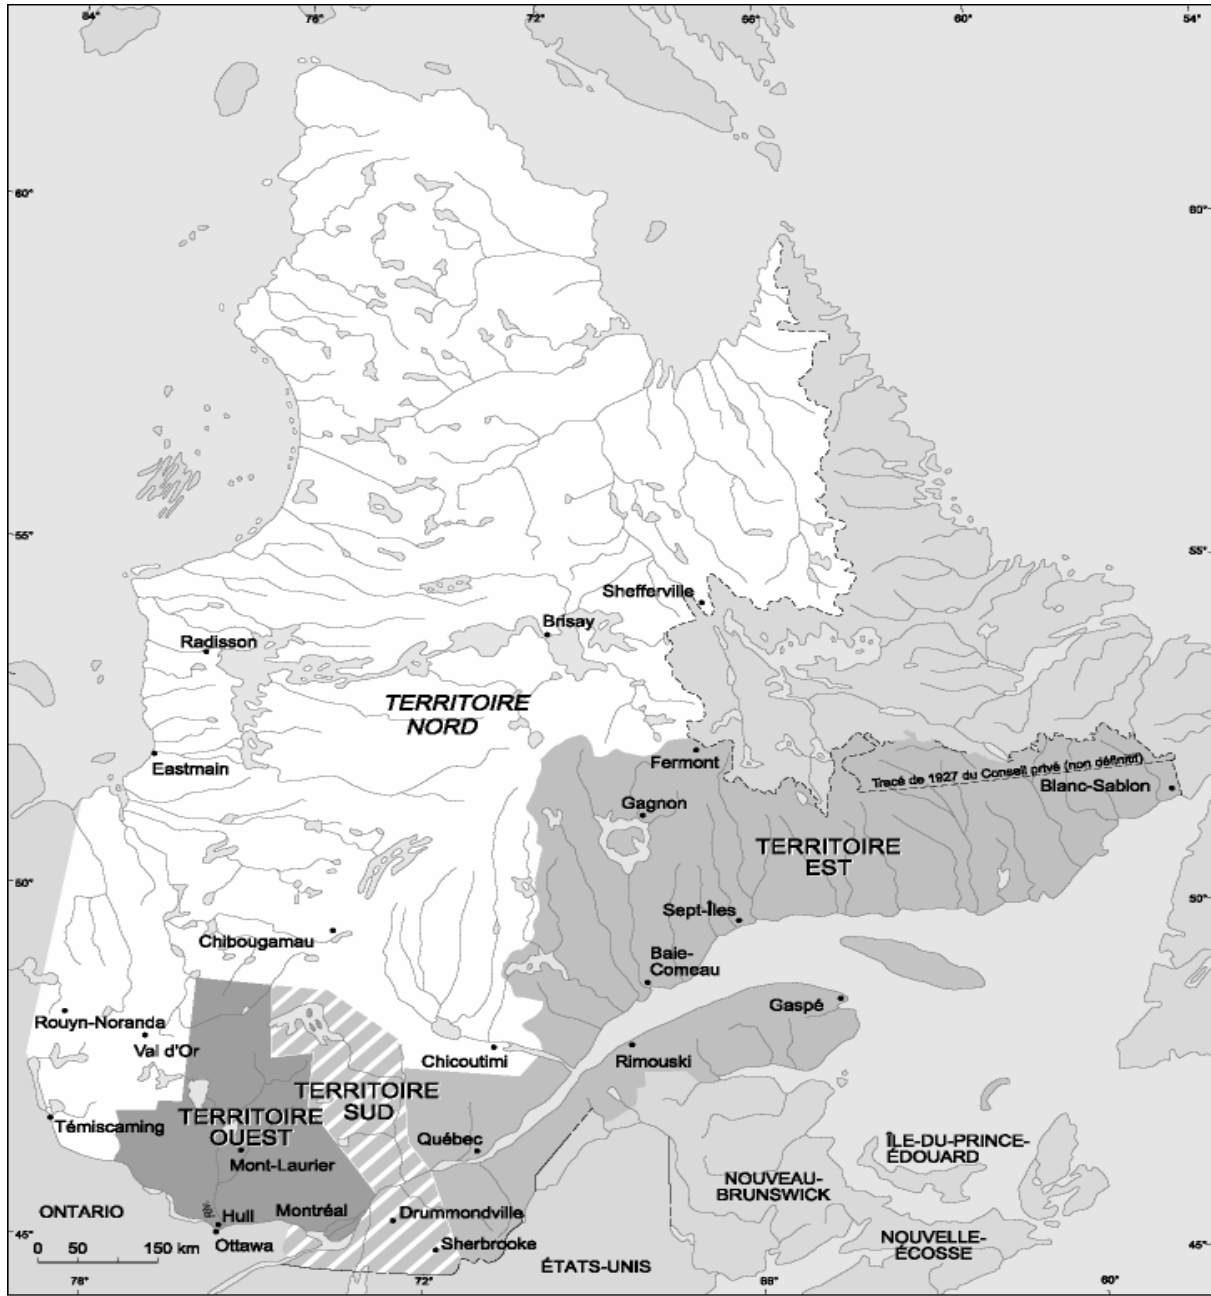 84° 76° 72° 66° 60° 54°
60° 60°
55° 55°
Shefferville
Brisay
Radisson
TERRITOIRE
NORD
Fermont
Eastmain
Tracé de 1927 du Conseil privé (non définitif)
Blanc-Sablon
Gagnon
TERRITOIRE
EST
50° 50°
Sept-Îles
Chibougamau
Baie-
Comeau
Gaspé
Rouyn-Noranda
Val d'Or
Chicoutimi
Rimouski
TERRITOIRE
SUD
TERRITOIRE
OUEST
Témiscaming
Québec
Mont-Laurier
ÎLE-DU-PRINCE-
ÉDOUARD
NOUVEAU-
BRUNSWICK
ONTARIO
Hull
Montréal
Drummondville
45°
Ottawa
Sherbrooke
NOUVELLE-
ÉCOSSE
45°
0 50 150 km
ÉTATS-UNIS
78° 72° 60°